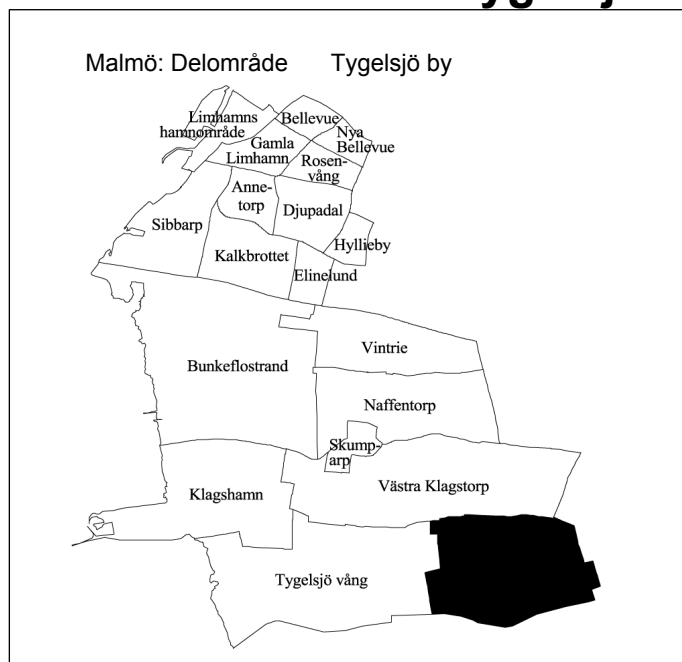 Malmö: Delområde Tygelsjö by
Limhamns
hamnområde
Bellevue
Nya
Bellevue
Gamla
Limhamn
Rosen-
vång
Anne-
torp
Djupadal
Sibbarp
Hyllieby
Kalkbrottet
Elinelund
Vintrie
Bunkeflostrand
Naffentorp
Skump-
arp
Västra Klagstorp
Klagshamn
Tygelsjö vång